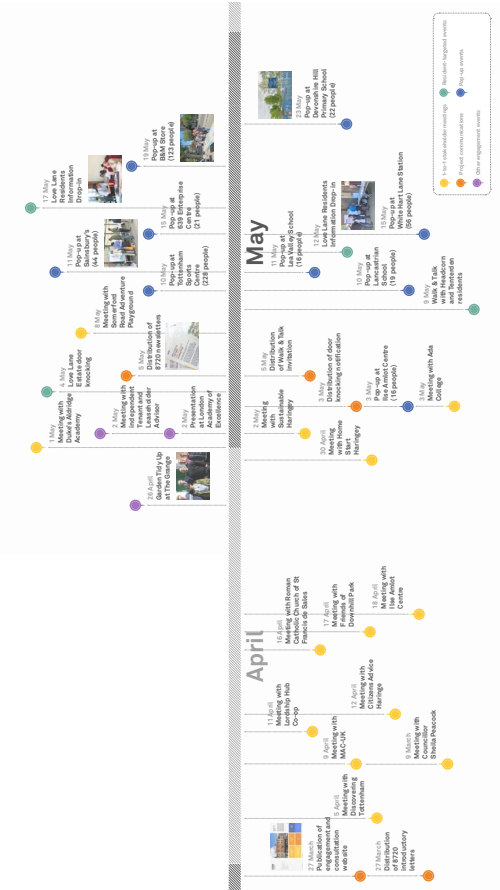 April
May
27 March
Publication of
engagement and
consultation
website
27 March
Distribution
of 8720
introductory
letters
5 April
Meeting with
Discovering
Tottenham
9 April
Meeting with
MAC-UK
9 March
Meeting with
Councillor
Sheila Peacock
11 April
Meeting with
Lordship Hub
Co-op
12 April
Meeting with
Citizens Advice
Haringe
16 April
Meeting with Roman
Catholic Church of St
Francis de Sales
17 April
Meeting with
Friends of
Downhill Park
18 April
Meeting with
Ilse Amlot
Centre
26 April
Garden Tidy Up
at The Grange
30 April
Meeting
with Home
Start
Haringey
1 May
Meeting with
Duke's Aldridge
Academy
2 May
Meeting with
Independent
Tenant and
Leaseholder
Advisor
2 May
Presentation
at London
Academy of
Excellence
2 May
Meeting
with
Sustainable
Haringey
3 May
Distribution of door
knocking notification
3 May
Pop-up at
Ilse Amlot Centre
(16 people)
3 May
Meeting with Ada
College
4 May
Love Lane
Estate door
knocking
5 May
Distribution of
8720 newsletters
5 May
Distribution
of Walk & Talk
invitation
8 May
Meeting with
Somerford
Road Adventure
Playground
9 May
Walk & Talk
with Headcorn
and Tenterden
residents
10 May
Pop-up at
Tottenham
Sports
Centre
(228 people)
10 May
Pop-up at
Lancastrian
School
(19 people)
11 May
Pop-up at
Sainsbury's
(44 people)
11 May
Pop-up at
Lea Valley School
(16 people)
12 May
Love Lane Residents
Information Drop-in
15 May
Pop-up at
639 Enterprise
Centre
(21 people)
15 May
Pop-up at
White Hart Lane Station
(56 people)
17 May
Love Lane
Residents
Information
Drop-in
19 May
Pop-up at
B&M Store
(123 people)
23 May
Pop-up at
Devonshire Hill
Primary School
(22 people)
1-to-1 stakeholder meetings
Project communications
Other engagement events
Resident-targeted events
Pop-up events